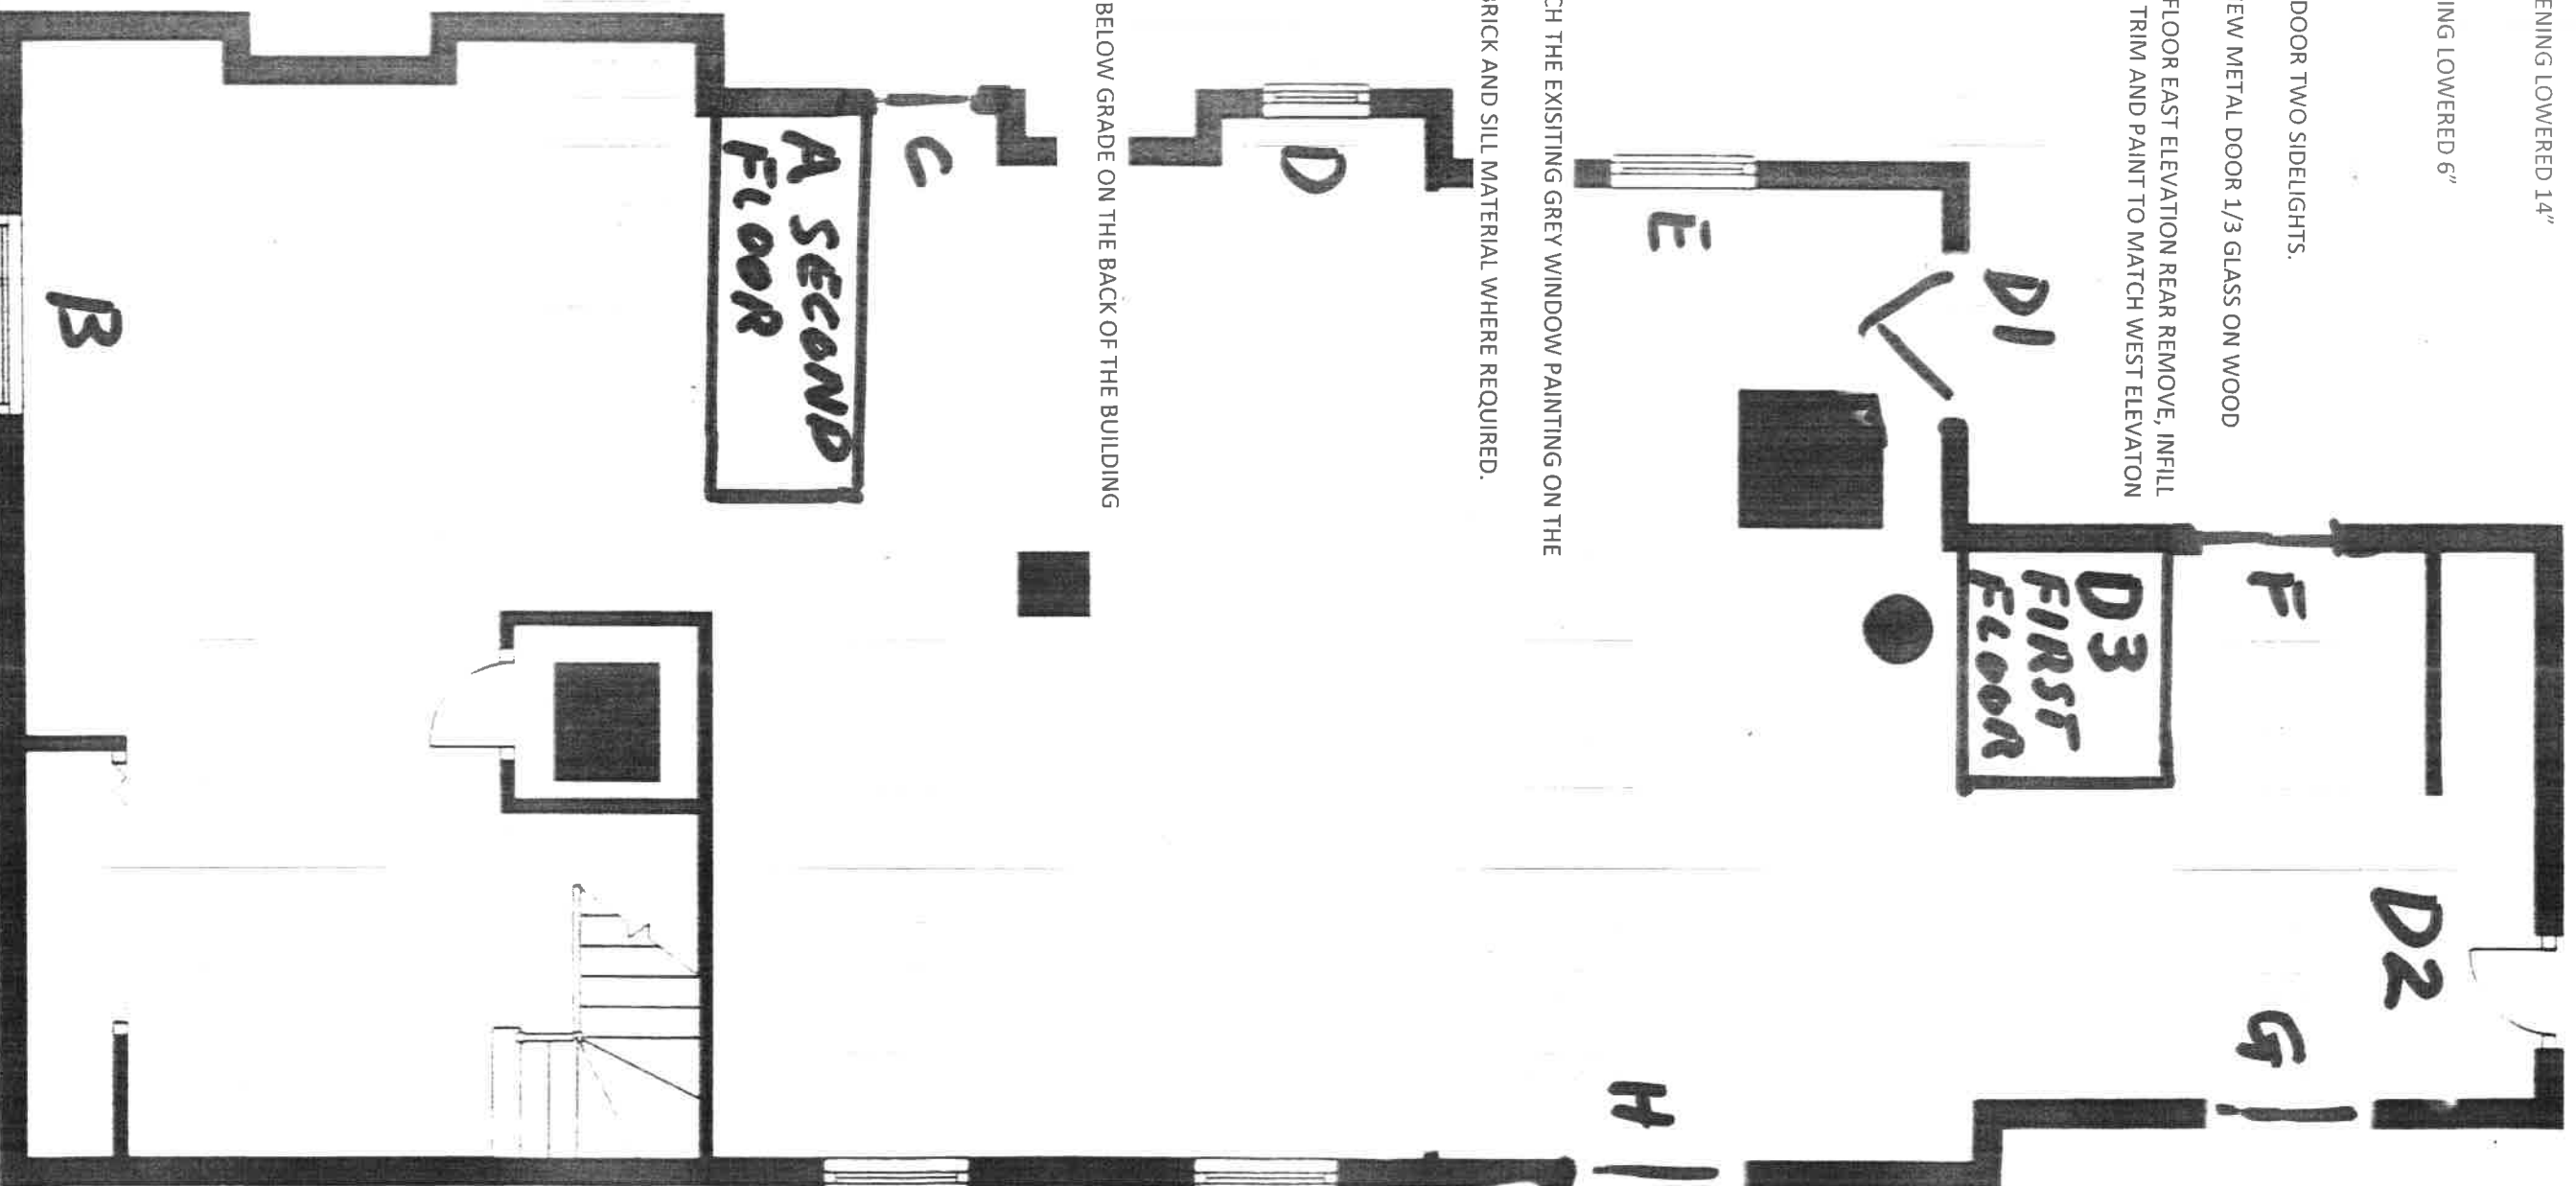 ENING LOWERED 14"
ING LOWERED 6"
DOOR TWO SIDELIGHTS.
EW METAL DOOR 1/3 GLASS ON WOOD
FLOOR EAST ELEVATION REAR REMOVE, INFILL
TRIM AND PAINT TO MATCH WEST ELEVATON
CH THE EXISITING GREY WINDOW PAINTING ON THE
BRICK AND SILL MATERIAL WHERE REQUIRED.
BELOW GRADE ON THE BACK OF THE BUILDING
A SECOND
FLOOR
B
C
D
E
D1
F
D3
FIRST
FLOOR
D2
G
H